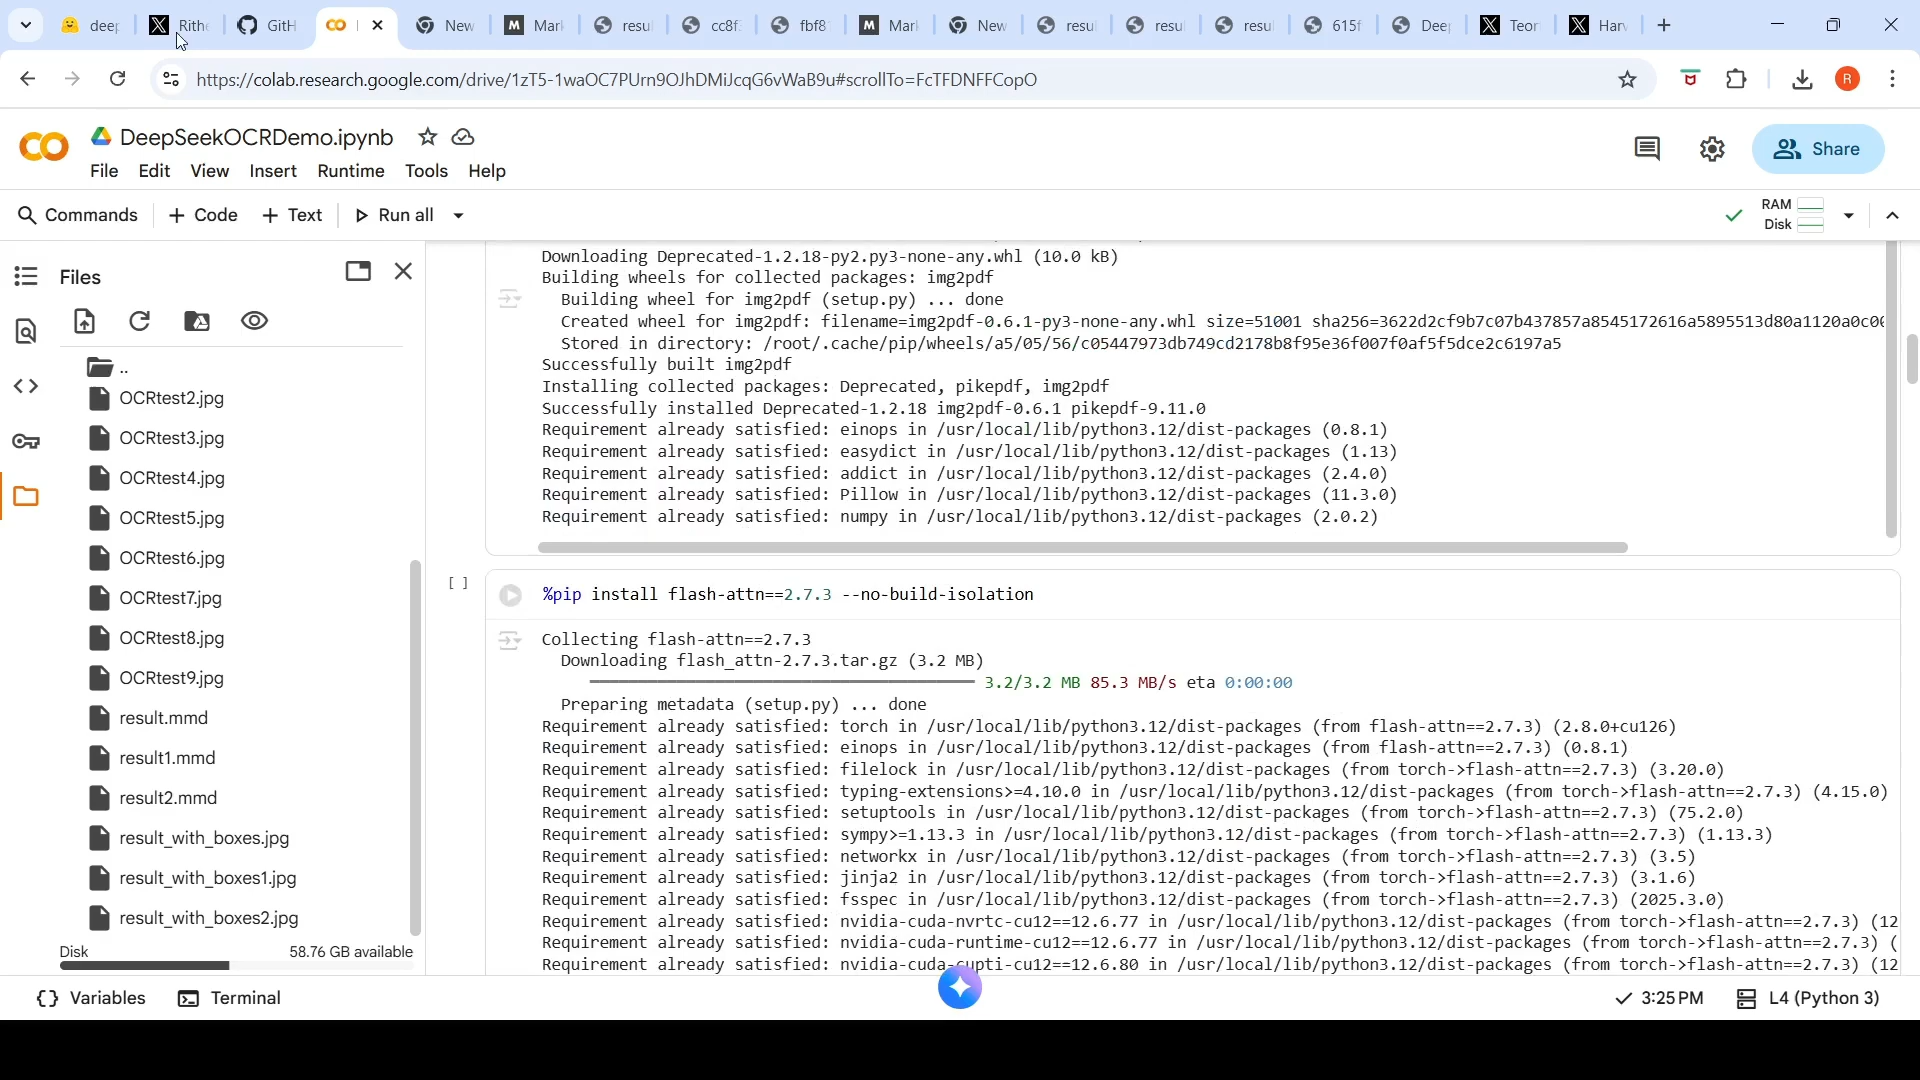 deep
Rithe
GitH
New
Mark
resu
cc8f
fbf8
Mark
New
resu
resu
resu
615f
Deep
Teor
Harv
https://colab.research.google.com/drive/1zT5-1waOC7PUrn9OJhDMiJcqG6vWaB9u#scrollTo=FcTFDNFFCopO
R
DeepSeekOCRDemo.ipynb
File Edit View Insert Runtime Tools Help
Share
Commands + Code + Text Run all
RAM
Disk
Files
..
OCRtest2.jpg
OCRtest3.jpg
OCRtest4.jpg
OCRtest5.jpg
OCRtest6.jpg
OCRtest7.jpg
OCRtest8.jpg
OCRtest9.jpg
result.mmd
result1.mmd
result2.mmd
result_with_boxes.jpg
result_with_boxes1.jpg
result_with_boxes2.jpg
Disk 58.76 GB available
Downloading Deprecated-1.2.18-py2.py3-none-any.whl (10.0 kB)
Building wheels for collected packages: img2pdf
Building wheel for img2pdf (setup.py) ... done
Created wheel for img2pdf: filename=img2pdf-0.6.1-py3-none-any.whl size=51001 sha256=3622d2cf9b7c07b437857a8545172616a5895513d80a1120a0c0
Stored in directory: /root/.cache/pip/wheels/a5/05/56/c05447973db749cd2178b8f95e36f007f0af5f5dce2c6197a5
Successfully built img2pdf
Installing collected packages: Deprecated, pikepdf, img2pdf
Successfully installed Deprecated-1.2.18 img2pdf-0.6.1 pikepdf-9.11.0
Requirement already satisfied: einops in /usr/local/lib/python3.12/dist-packages (0.8.1)
Requirement already satisfied: easydict in /usr/local/lib/python3.12/dist-packages (1.13)
Requirement already satisfied: addict in /usr/local/lib/python3.12/dist-packages (2.4.0)
Requirement already satisfied: Pillow in /usr/local/lib/python3.12/dist-packages (11.3.0)
Requirement already satisfied: numpy in /usr/local/lib/python3.12/dist-packages (2.0.2)
[ ] %pip install flash-attn==2.7.3 --no-build-isolation
Collecting flash-attn==2.7.3
Downloading flash_attn-2.7.3.tar.gz (3.2 MB)
3.2/3.2 MB 85.3 MB/s eta 0:00:00
Preparing metadata (setup.py) ... done
Requirement already satisfied: torch in /usr/local/lib/python3.12/dist-packages (from flash-attn==2.7.3) (2.8.0+cu126)
Requirement already satisfied: einops in /usr/local/lib/python3.12/dist-packages (from flash-attn==2.7.3) (0.8.1)
Requirement already satisfied: filelock in /usr/local/lib/python3.12/dist-packages (from torch->flash-attn==2.7.3) (3.20.0)
Requirement already satisfied: typing-extensions>=4.10.0 in /usr/local/lib/python3.12/dist-packages (from torch->flash-attn==2.7.3) (4.15.0)
Requirement already satisfied: setuptools in /usr/local/lib/python3.12/dist-packages (from torch->flash-attn==2.7.3) (75.2.0)
Requirement already satisfied: sympy>=1.13.3 in /usr/local/lib/python3.12/dist-packages (from torch->flash-attn==2.7.3) (1.13.3)
Requirement already satisfied: networkx in /usr/local/lib/python3.12/dist-packages (from torch->flash-attn==2.7.3) (3.5)
Requirement already satisfied: jinja2 in /usr/local/lib/python3.12/dist-packages (from torch->flash-attn==2.7.3) (3.1.6)
Requirement already satisfied: fsspec in /usr/local/lib/python3.12/dist-packages (from torch->flash-attn==2.7.3) (2025.3.0)
Requirement already satisfied: nvidia-cuda-nvrtc-cu12==12.6.77 in /usr/local/lib/python3.12/dist-packages (from torch->flash-attn==2.7.3) (12
Requirement already satisfied: nvidia-cuda-runtime-cu12==12.6.77 in /usr/local/lib/python3.12/dist-packages (from torch->flash-attn==2.7.3) (
Requirement already satisfied: nvidia-cuda-cupti-cu12==12.6.80 in /usr/local/lib/python3.12/dist-packages (from torch->flash-attn==2.7.3) (12
Variables Terminal
3:25 PM L4 (Python 3)